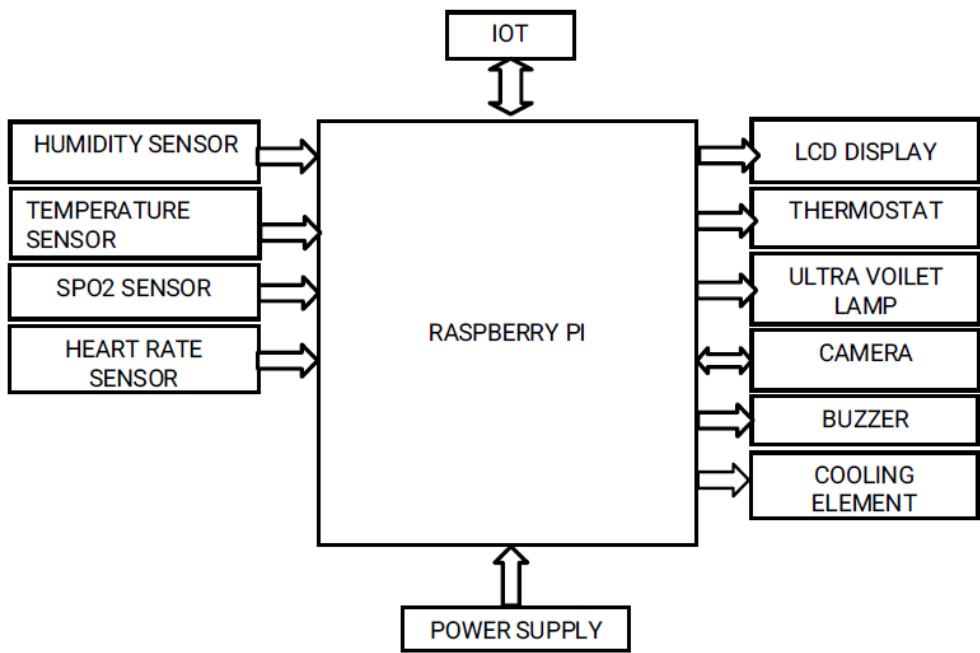 IOT
HUMIDITY SENSOR
TEMPERATURE
SENSOR
SPO2 SENSOR
HEART RATE
SENSOR
RASPBERRY PI
LCD DISPLAY
THERMOSTAT
ULTRA VOILET
LAMP
CAMERA
BUZZER
COOLING
ELEMENT
POWER SUPPLY